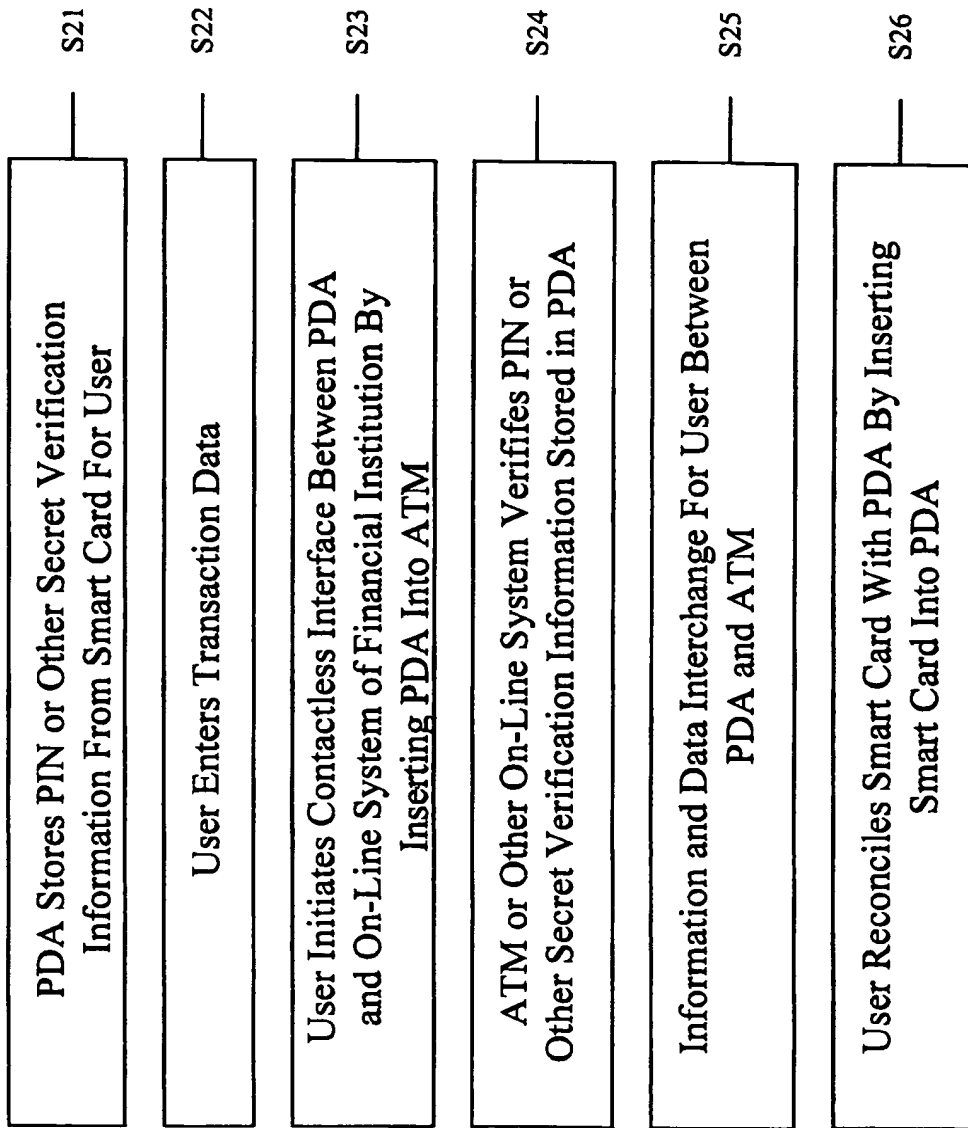 PDA Stores PIN or Other Secret Verification
Information From Smart Card For User
S21
User Enters Transaction Data
S22
User Initiates Contactless Interface Between PDA
and On-Line System of Financial Institution By
Inserting PDA Into ATM
S23
ATM or Other On-Line System Verififes PIN or
Other Secret Verification Information Stored in PDA
S24
Information and Data Interchange For User Between
PDA and ATM
S25
User Reconciles Smart Card With PDA By Inserting
Smart Card Into PDA
S26